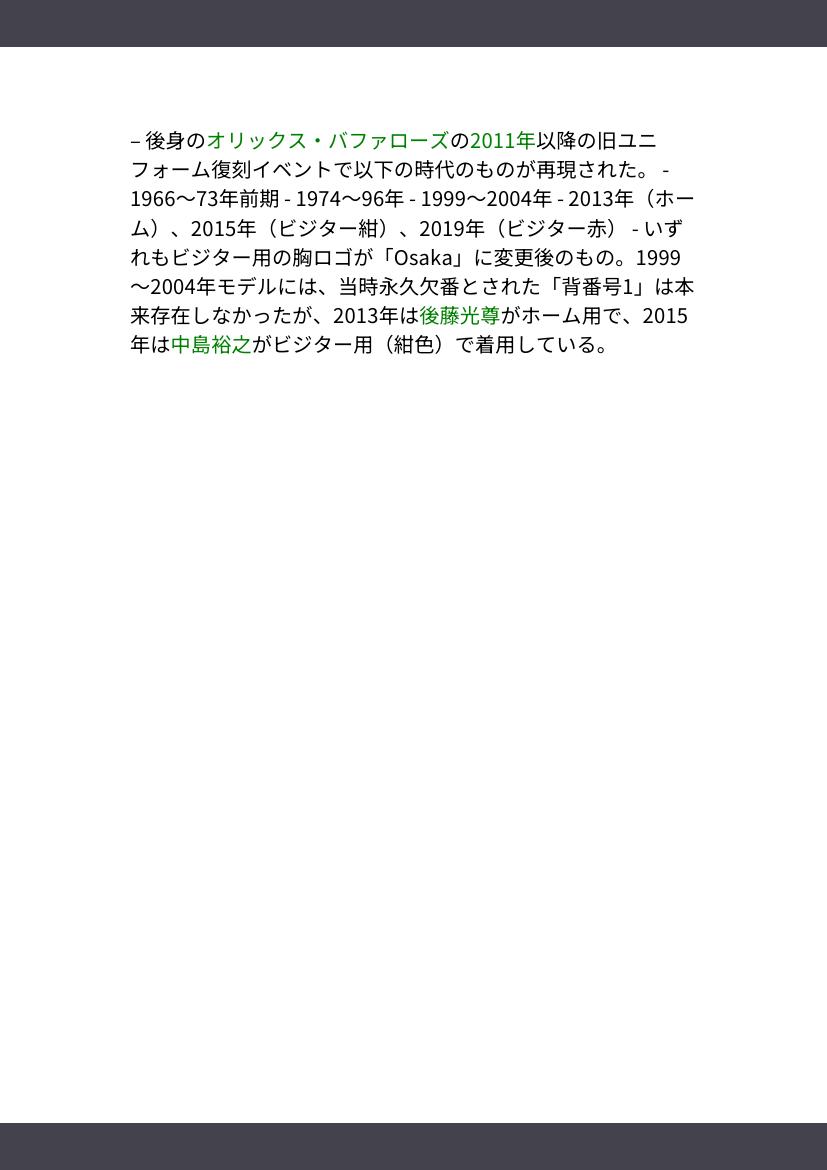 – 後身のオリックス・バファローズの2011年以降の旧ユニ
フォーム復刻イベントで以下の時代のものが再現された。 -
1966〜73年前期 - 1974〜96年 - 1999〜2004年 - 2013年（ホー
ム）、2015年（ビジター紺）、2019年（ビジター赤） - いず
れもビジター用の胸ロゴが「Osaka」に変更後のもの。1999
〜2004年モデルには、当時永久欠番とされた「背番号1」は本
来存在しなかったが、2013年は後藤光尊がホーム用で、2015
年は中島裕之がビジター用（紺色）で着用している。